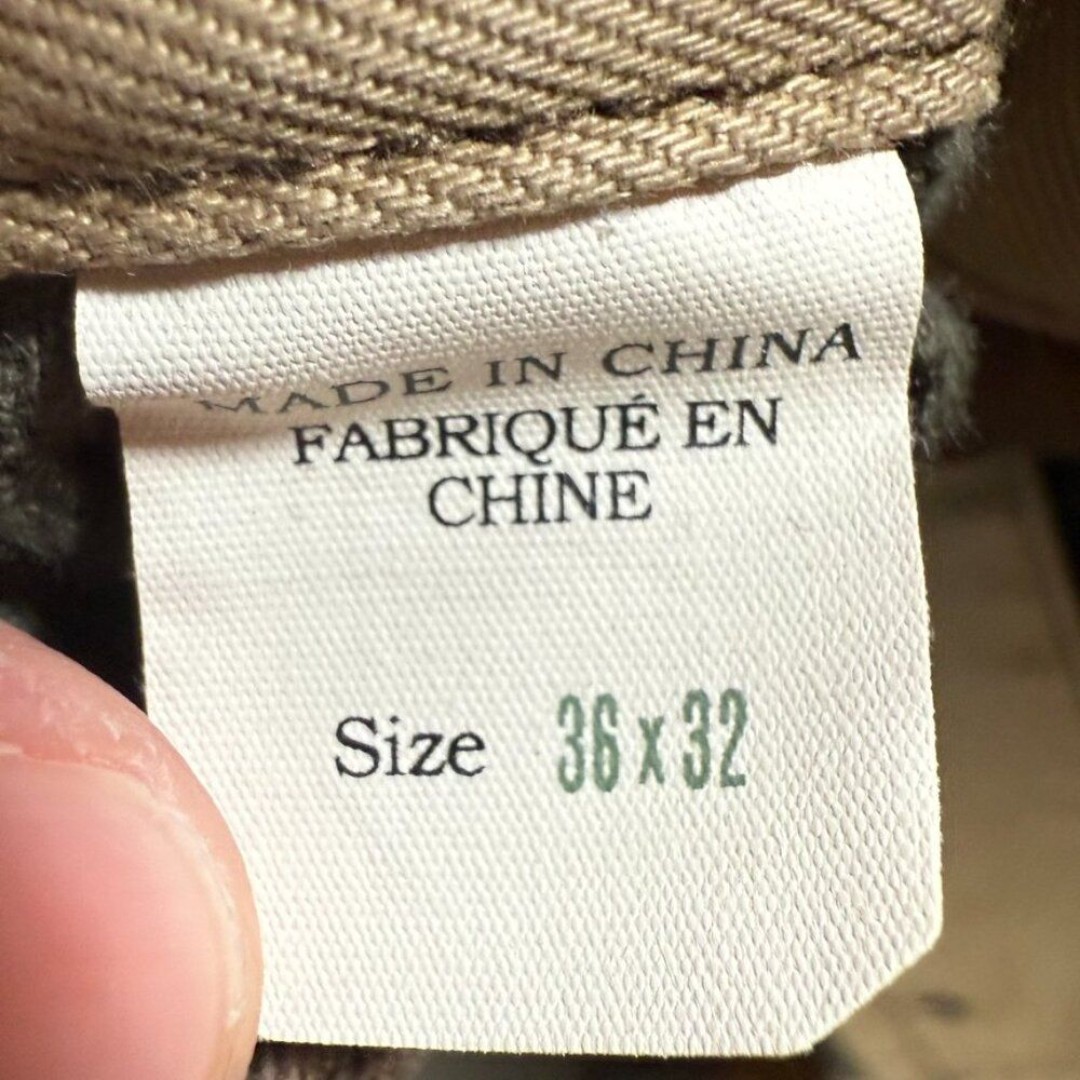 MADE IN CHINA
FABRIQUÉ EN
CHINE
Size 36 x 32